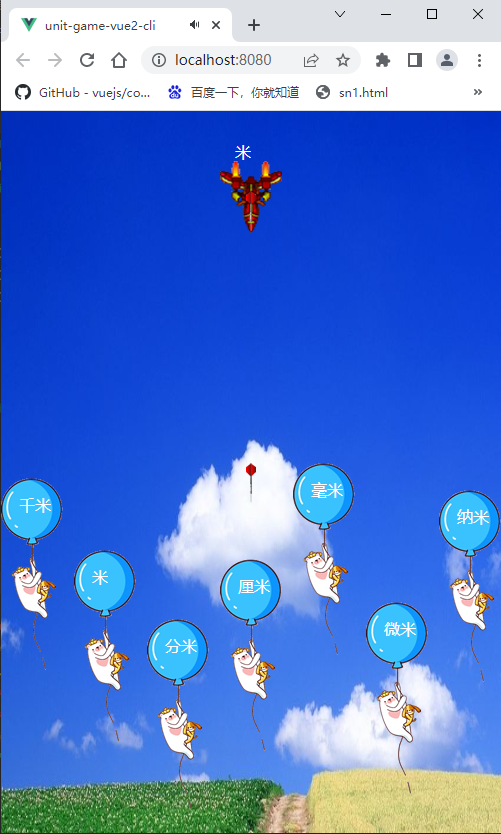 unit-game-vue2-cli
localhost:8080
GitHub - vuejs/co...
百度一下，你就知道
sn1.html
»
米
千米
米
分米
厘米
毫米
微米
纳米